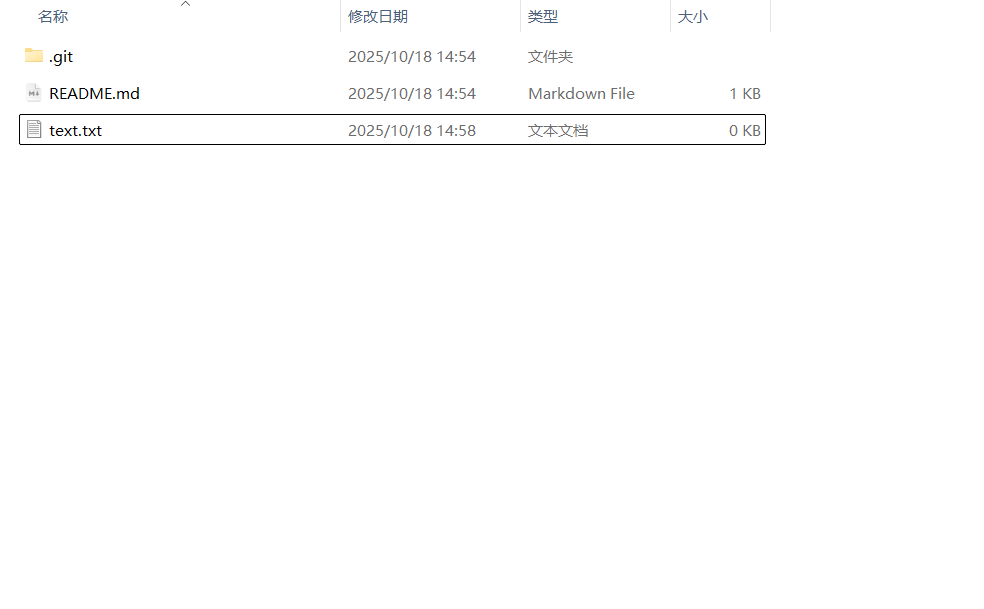 名称 修改日期 类型 大小
.git 2025/10/18 14:54 文件夹
README.md 2025/10/18 14:54 Markdown File 1 KB
text.txt 2025/10/18 14:58 文本文档 0 KB